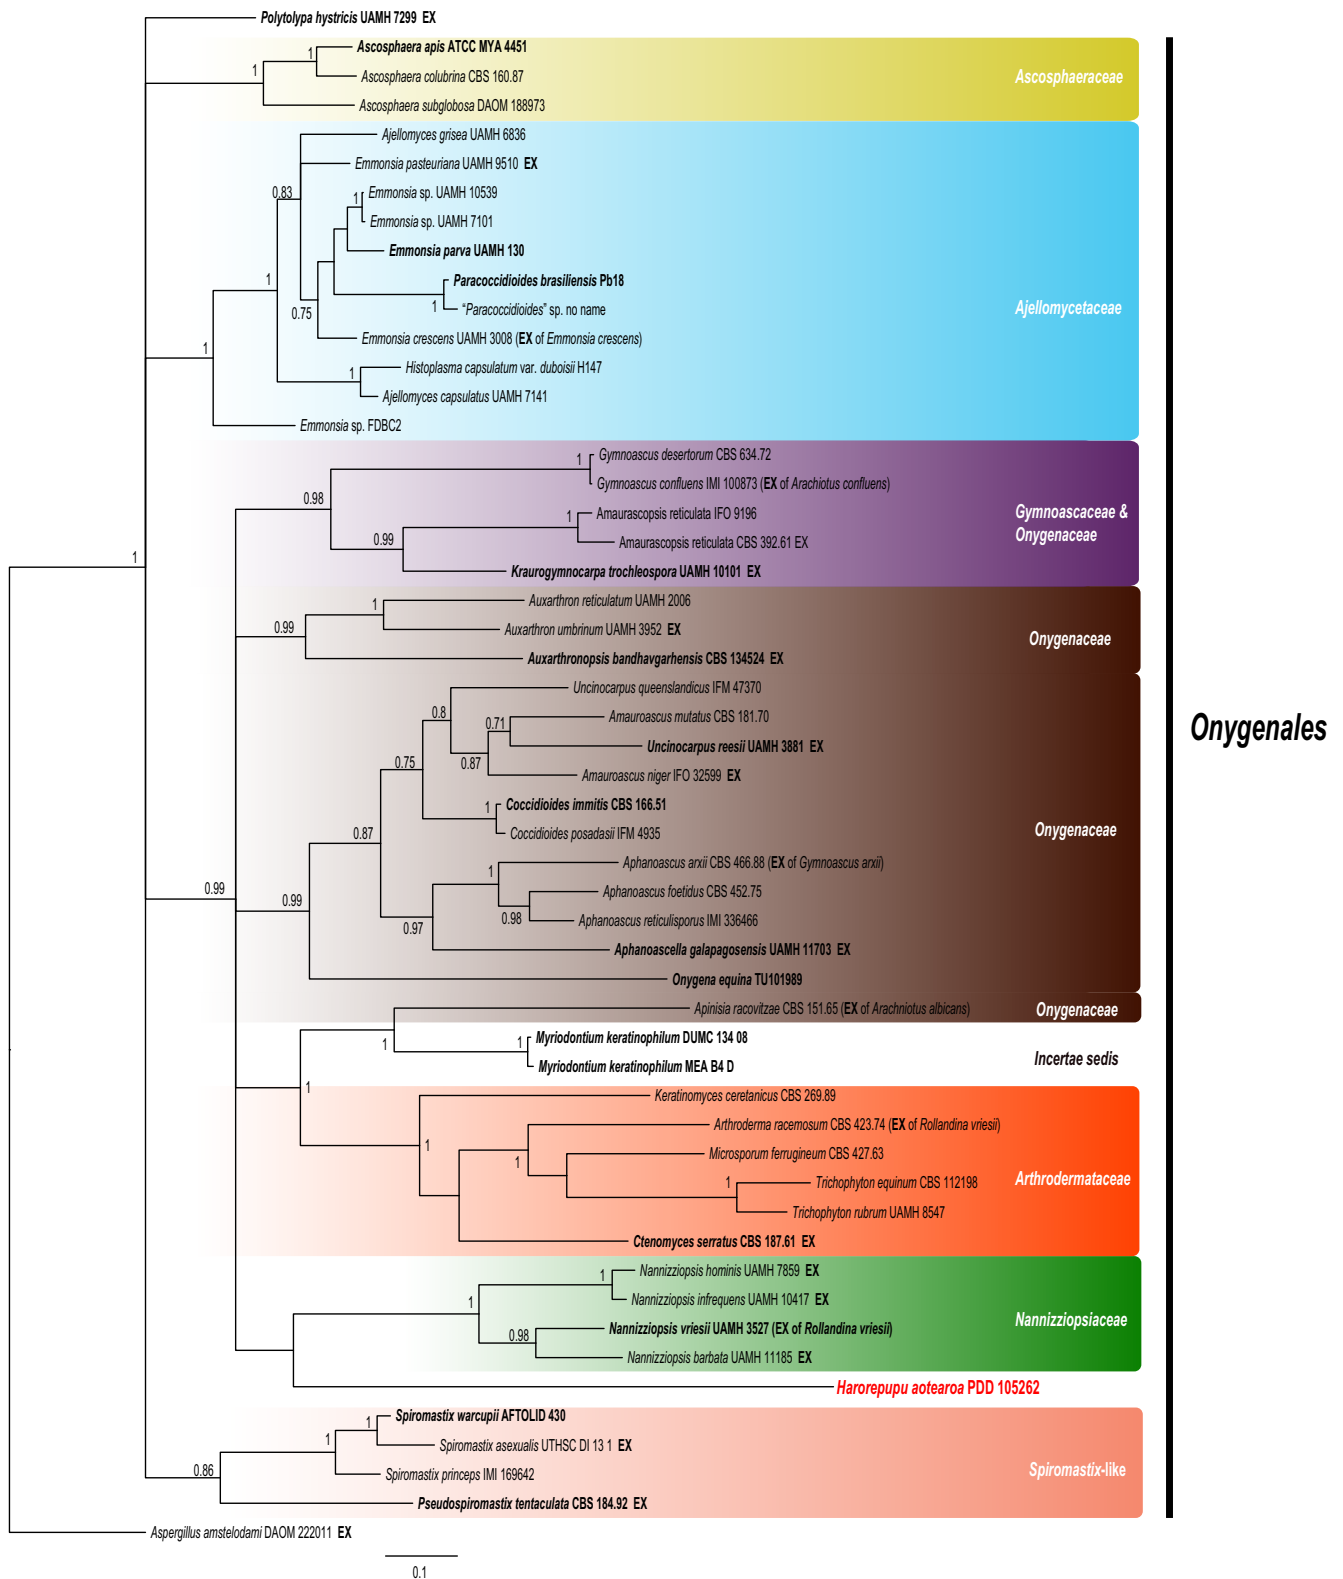 Polytolypa hystricis UAMH 7299 EX
Ascosphaera apis ATCC MYA 4451
1
1
Ascosphaera colubrina CBS 160.87
Ascosphaeraceae
Ascosphaera subglobosa DAOM 188973
Ajellomyces grisea UAMH 6836
Emmonsia pasteuriana UAMH 9510 EX
0.83
Emmonsia sp. UAMH 10539
1
Emmonsia sp. UAMH 7101
Emmonsia parva UAMH 130
1
Paracoccidioides brasiliensis Pb18
1
"Paracoccidioides" sp. no name
Ajellomycetaceae
0.75
Emmonsia crescens UAMH 3008 (EX of Emmonsia crescens)
1
Histoplasma capsulatum var. duboisii H147
1
Ajellomyces capsulatus UAMH 7141
Emmonsia sp. FDBC2
Gymnoascus desertorum CBS 634.72
1
Gymnoascus confluens IMI 100873 (EX of Arachiotus confluens)
0.98
Amaurascopsis reticulata IFO 9196
1
Gymnoascaceae &
Onygenaceae
0.99
Amaurascopsis reticulata CBS 392.61 EX
1
Kraurogymnocarpa trochleospora UAMH 10101 EX
Auxarthron reticulatum UAMH 2006
1
0.99
Auxarthron umbrinum UAMH 3952 EX
Onygenaceae
Auxarthronopsis bandhavgarhensis CBS 134524 EX
Uncinocarpus queenslandicus IFM 47370
0.8
Amauroascus mutatus CBS 181.70
0.71
Onygenales
Uncinocarpus reesii UAMH 3881 EX
0.75
0.87
Amauroascus niger IFO 32599 EX
Coccidioides immitis CBS 166.51
1
Coccidioides posadasii IFM 4935
Onygenaceae
0.87
Aphanoascus arxii CBS 466.88 (EX of Gymnoascus arxii)
1
0.99
0.99
Aphanoascus foetidus CBS 452.75
0.98
Aphanoascus reticulisporus IMI 336466
0.97
Aphanoascella galapagosensis UAMH 11703 EX
Onygena equina TU101989
Apinisia racovitzae CBS 151.65 (EX of Arachniotus albicans)
Onygenaceae
1
Myriodontium keratinophilum DUMC 134 08
1
Incertae sedis
Myriodontium keratinophilum MEA B4 D
1
Keratinomyces ceretanicus CBS 269.89
Arthroderma racemosum CBS 423.74 (EX of Rollandina vriesii)
1
1
Microsporum ferrugineum CBS 427.63
Trichophyton equinum CBS 112198
1
Arthrodermataceae
Trichophyton rubrum UAMH 8547
Ctenomyces serratus CBS 187.61 EX
Nannizziopsis hominis UAMH 7859 EX
1
1
Nannizziopsis infrequens UAMH 10417 EX
Nannizziopsiaceae
Nannizziopsis vriesii UAMH 3527 (EX of Rollandina vriesii)
0.98
Nannizziopsis barbata UAMH 11185 EX
Harorepupu aotearoa PDD 105262
Spiromastix warcupii AFTOLID 430
1
1
Spiromastix asexualis UTHSC DI 13 1 EX
0.86
Spiromastix princeps IMI 169642
Spiromastix-like
Pseudospiromastix tentaculata CBS 184.92 EX
Aspergillus amstelodami DAOM 222011 EX
0.1